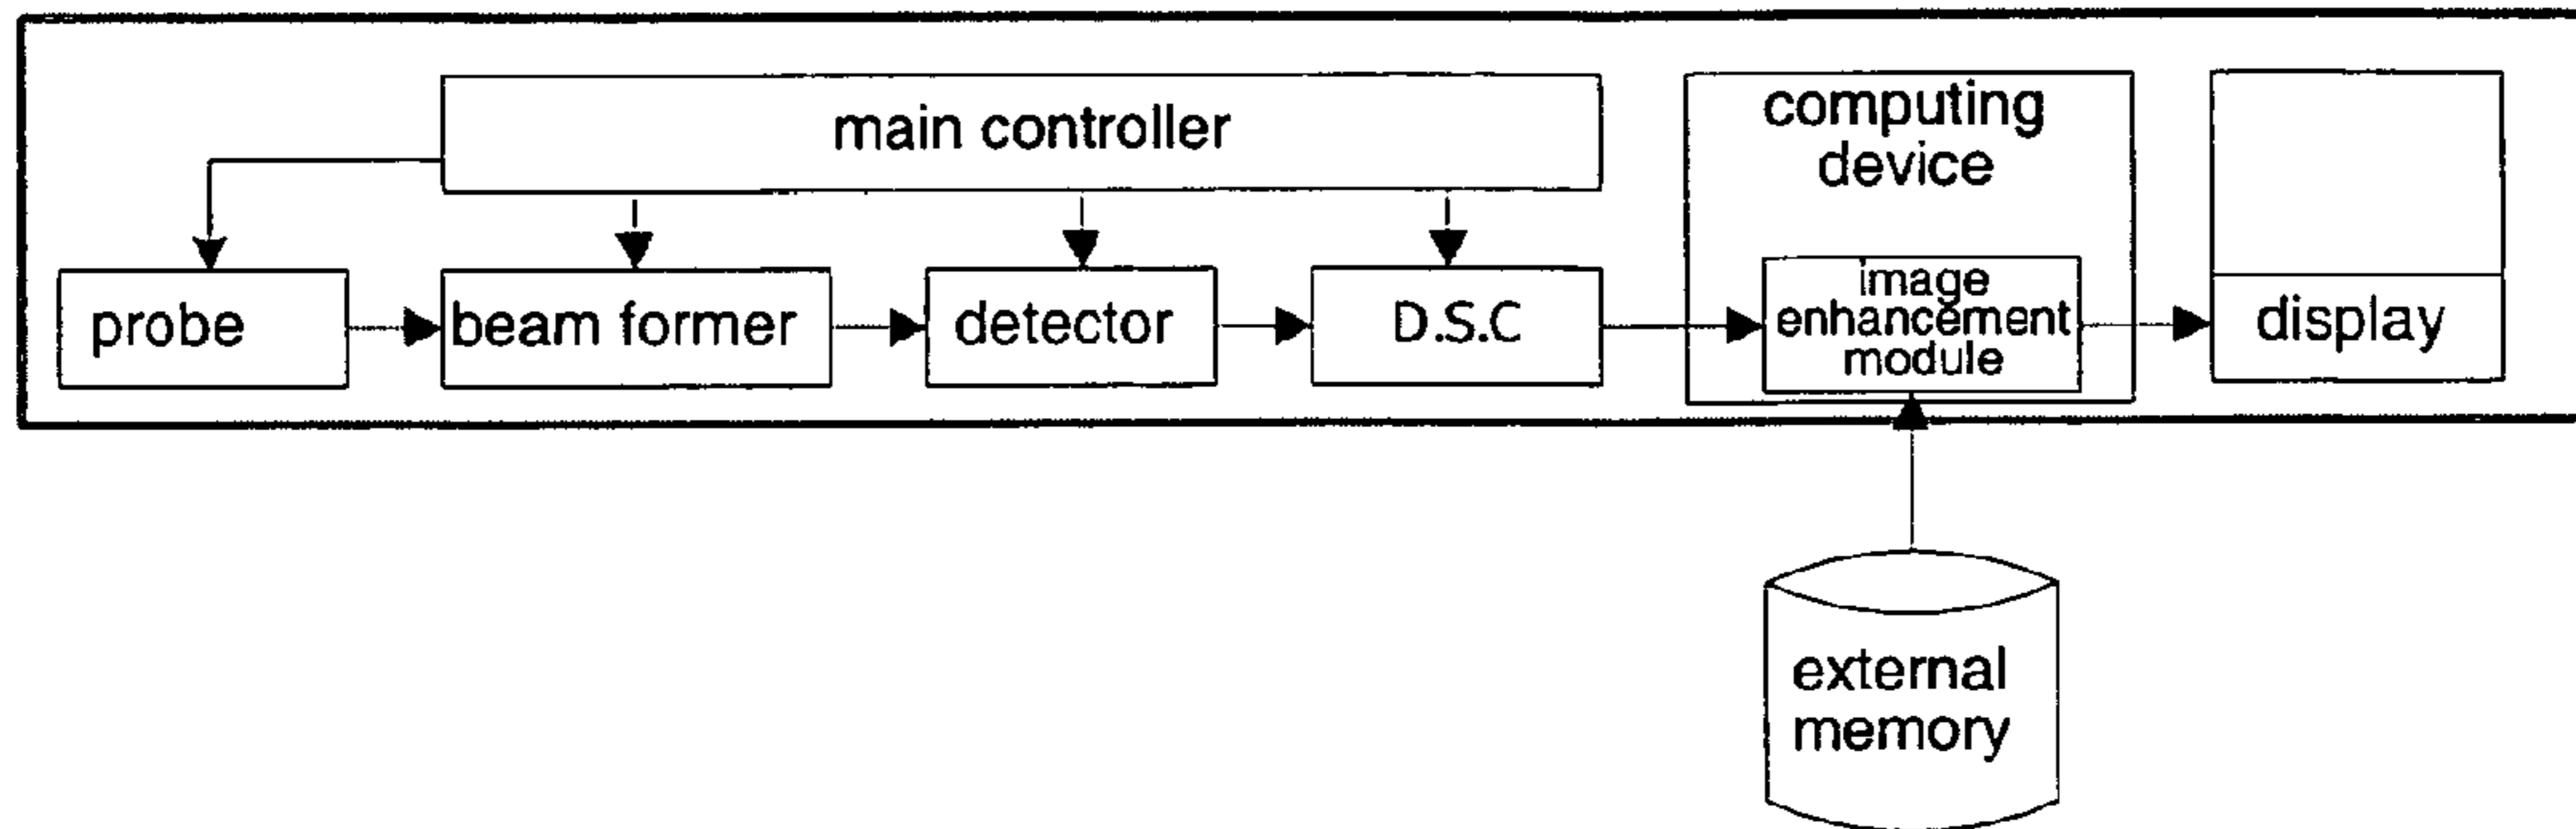 main controller
computing
device
probe
beam former
detector
D.S.C
image
enhancement
module
display
external
memory